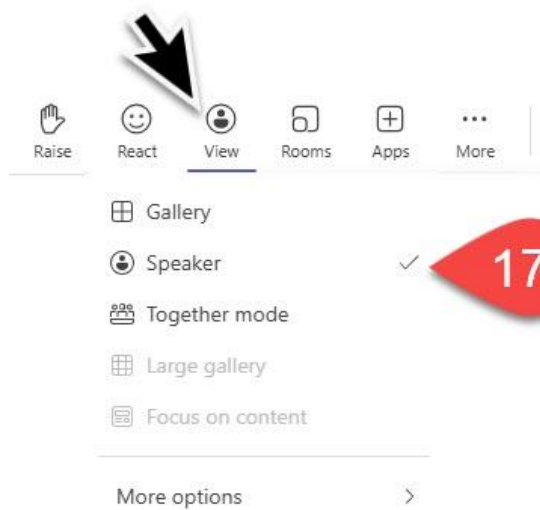 Raise React View Rooms Apps More
Gallery
Speaker
17
Together mode
Large gallery
Focus on content
More options